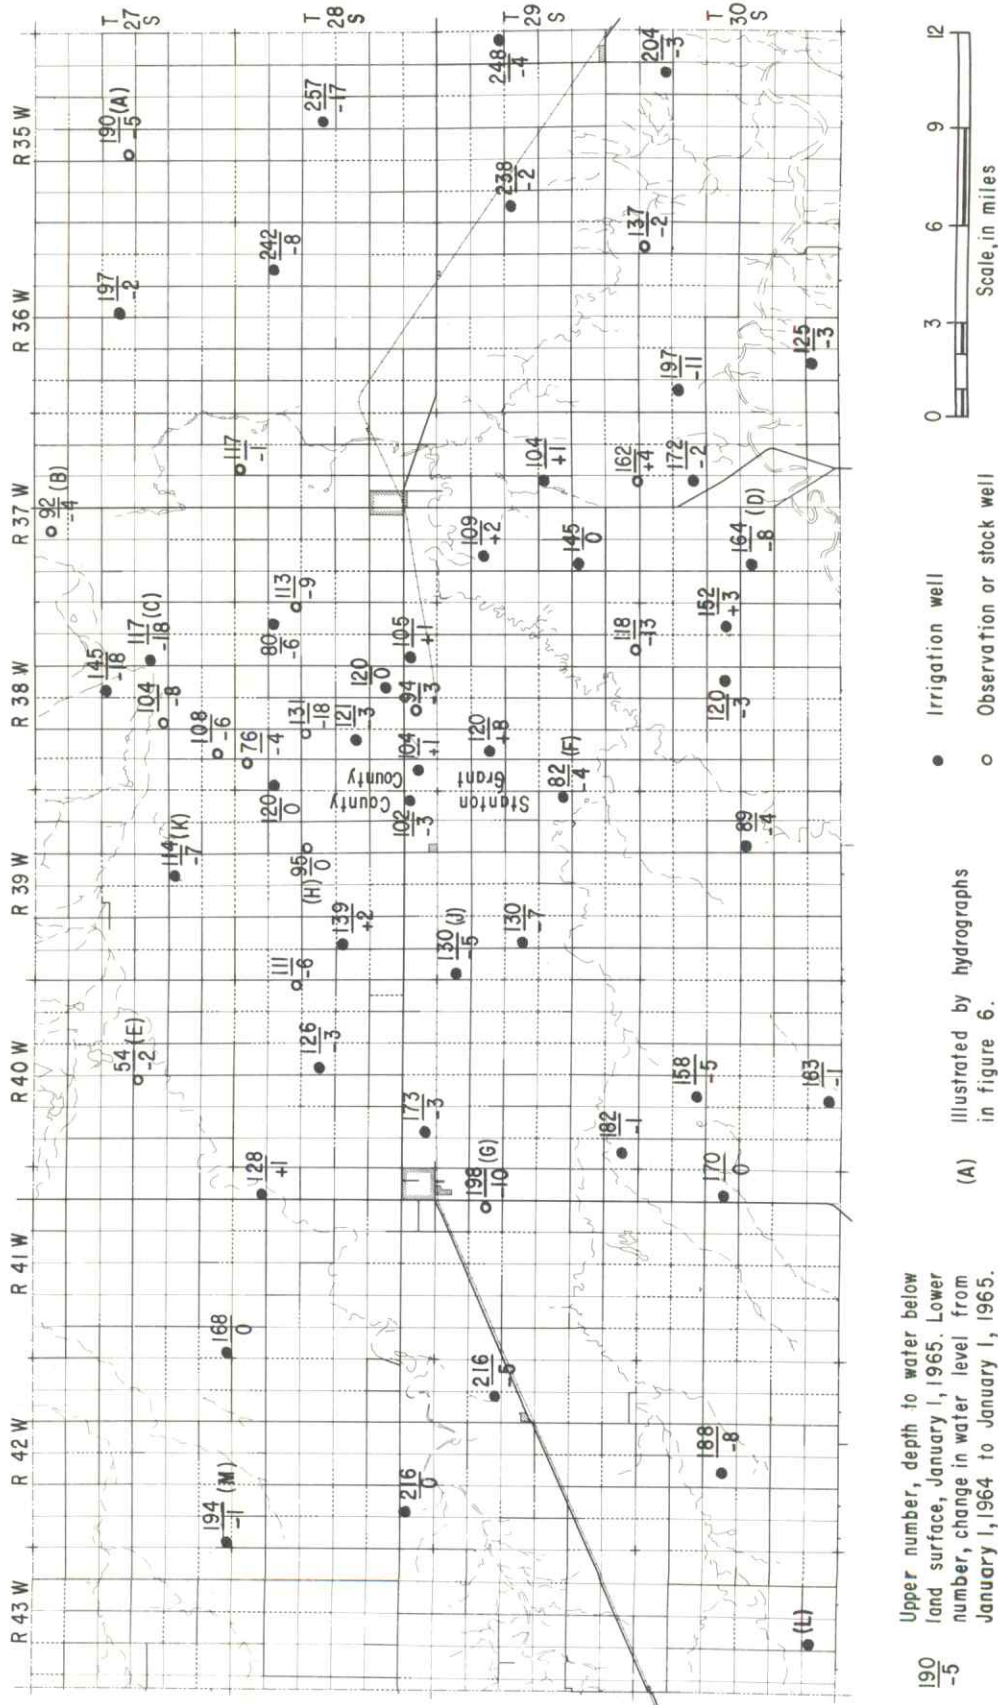 R 43 W
R 42 W
R 41 W
R 40 W
R 39 W
R 38 W
R 37 W
R 36 W
R 35 W
T
27
S
T
28
S
T
29
S
T
30
S
194 (M)
-1
168
0
128
+1
54 (E)
-2
114 (K)
-7
145
-18
117 (C)
-18
104
-8
108
-6
76
-4
92 (B)
-4
117
-1
197
-2
190 (A)
-5
242
-8
257
-17
216
0
173
-3
126
-3
111
-6
139
+2
(H) 95
0
120
0
131
-18
121
-3
80
-6
113
-9
120
0
105
+1
94
-3
104
+1
102
-3
Stanton County
Grant County
216
-5
198 (G)
-10
130 (J)
-5
130
-7
120
+8
82 (F)
-4
109
+2
145
0
104
+1
238
-2
248
-4
(L)
188
-8
182
-1
170
0
158
-5
163
-1
89
-4
120
-3
118
-13
152
+3
164 (D)
-8
162
+4
172
-2
197
-11
125
-3
137
-2
204
-3
190
-5
Upper number, depth to water below
land surface, January 1, 1965. Lower
number, change in water level from
January 1, 1964 to January 1, 1965.
(A) Illustrated by hydrographs
in figure 6.
Irrigation well
Observation or stock well
0 3 6 9 12
Scale, in miles